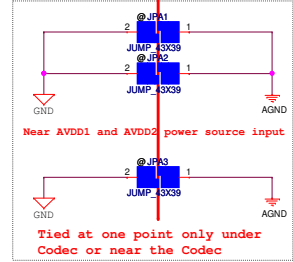 @JPA1
2 1
JUMP_43X39
@JPA2
2 1
JUMP_43X39
GND AGND
Near AVDD1 and AVDD2 power source input
@JPA3
2 1
JUMP_43X39
GND AGND
Tied at one point only under
Codec or near the Codec